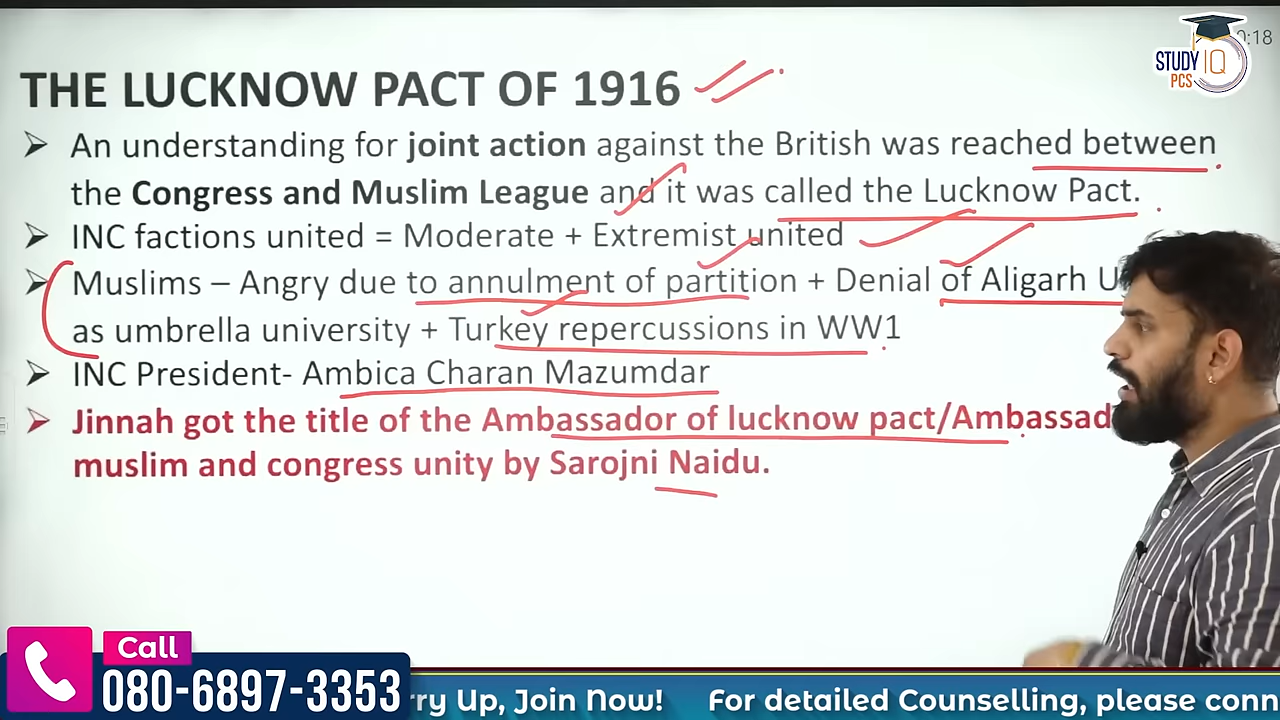 :18
STUDY IQ
PCS
THE LUCKNOW PACT OF 1916
➢ An understanding for joint action against the British was reached between
the Congress and Muslim League and it was called the Lucknow Pact.
➢ INC factions united = Moderate + Extremist united
➢ Muslims – Angry due to annulment of partition + Denial of Aligarh U
as umbrella university + Turkey repercussions in WW1
➢ INC President- Ambica Charan Mazumdar
➢ Jinnah got the title of the Ambassador of lucknow pact/Ambassad
muslim and congress unity by Sarojni Naidu.
Call
080-6897-3353
rry Up, Join Now! For detailed Counselling, please conn